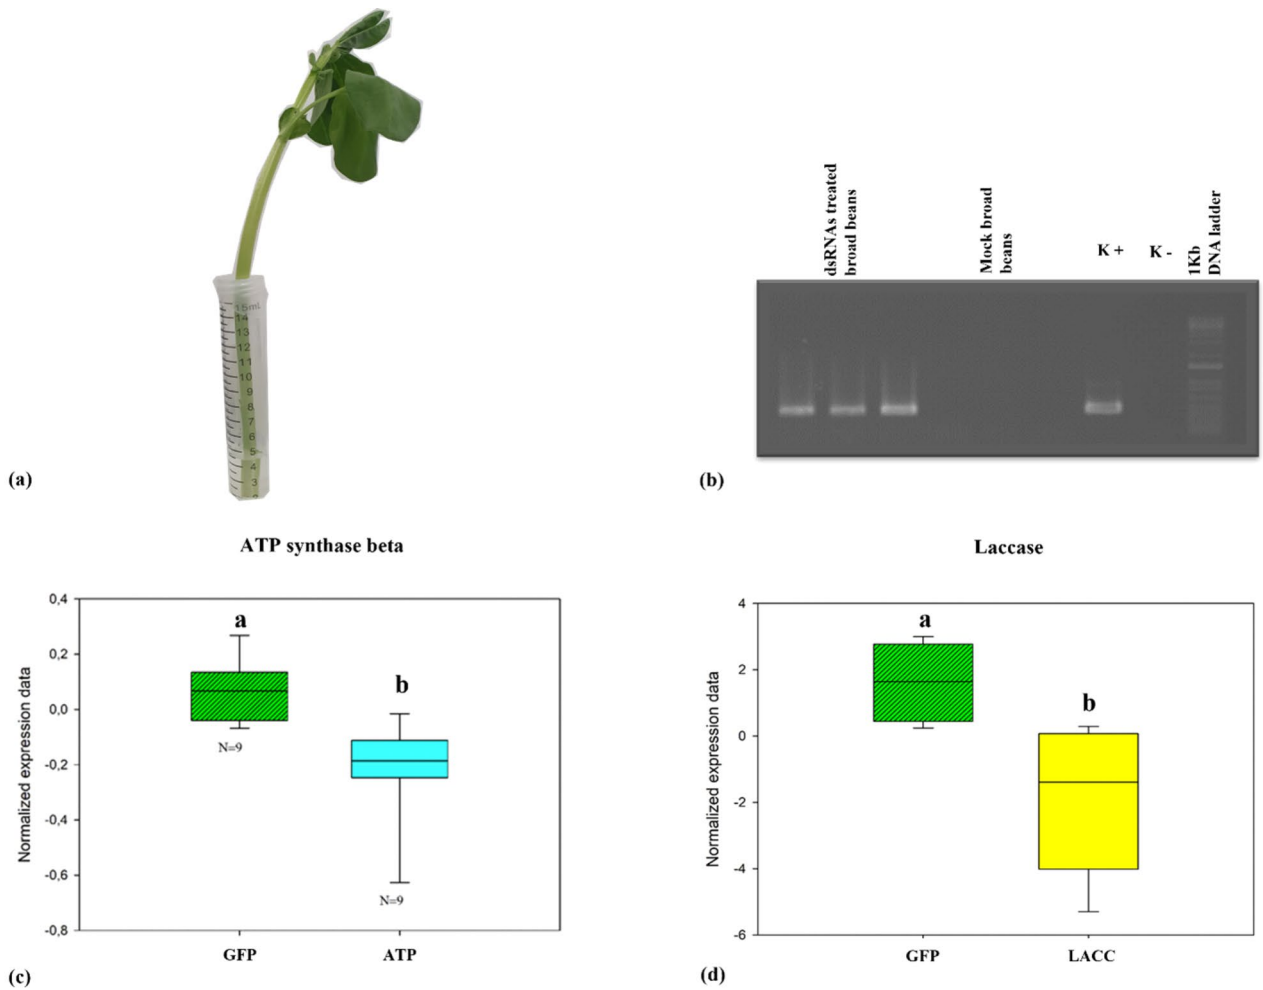 15mL
14
13
12
11
10
9
8
7
6
5
4
3
(a)
dsRNAs treated
broad beans
Mock broad
beans
K +
K -
1Kb
DNA ladder
(b)
ATP synthase beta
Normalized expression data
0,4
0,2
0,0
-0,2
-0,4
-0,6
-0,8
a
N=9
b
N=9
GFP
ATP
(c)
Laccase
Normalized expression data
4
2
0
-2
-4
-6
a
b
GFP
LACC
(d)